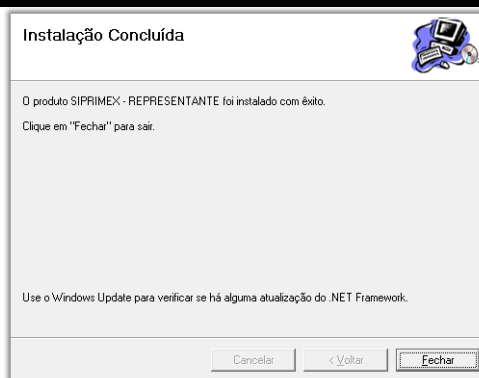 Instalação Concluída
O produto SIPRIMEX - REPRESENTANTE foi instalado com êxito.
Clique em "Fechar" para sair.
Use o Windows Update para verificar se há alguma atualização do .NET Framework.
Cancelar < Voltar Fechar